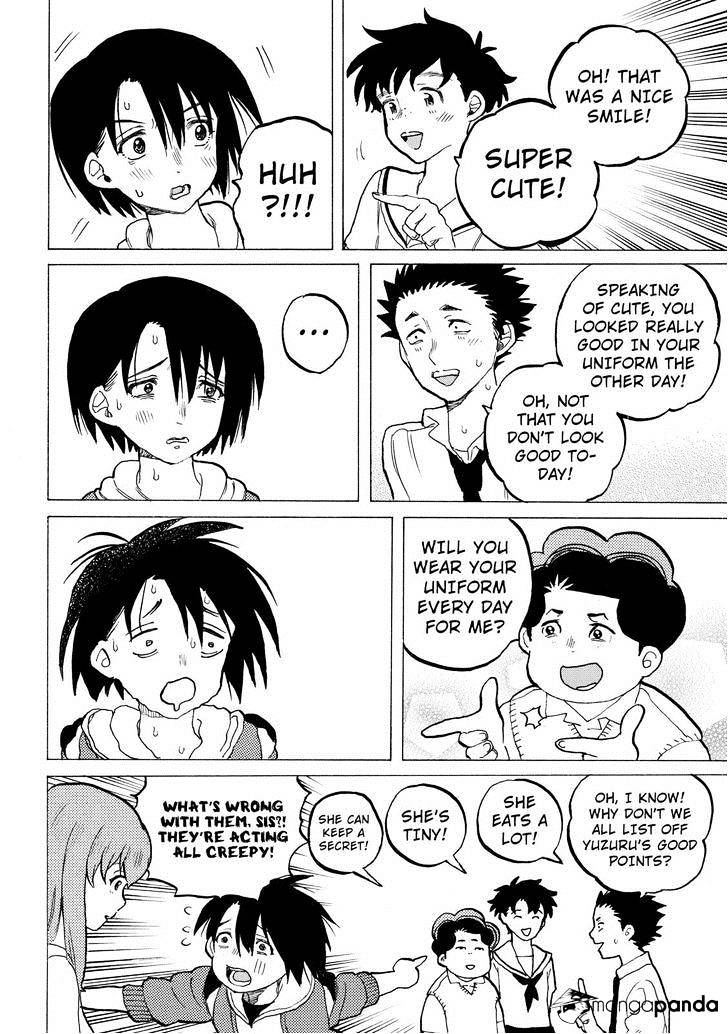 OH! THAT
WAS A NICE
SMILE!
SUPER
CUTE!
HUH
?!!!
SPEAKING
OF CUTE, YOU
LOOKED REALLY
GOOD IN YOUR
UNIFORM THE
OTHER DAY!
OH, NOT
THAT YOU
DON'T LOOK
GOOD TO-
DAY!
...
WILL YOU
WEAR YOUR
UNIFORM
EVERY DAY
FOR ME?
OH, I KNOW!
WHY DON'T WE
ALL LIST OFF
YUZURU'S GOOD
POINTS?
SHE
EATS A
LOT!
SHE'S
TINY!
SHE CAN
KEEP A
SECRET!
WHAT'S WRONG
WITH THEM, SIS?!
THEY'RE ACTING
ALL CREEPY!
mangapanda